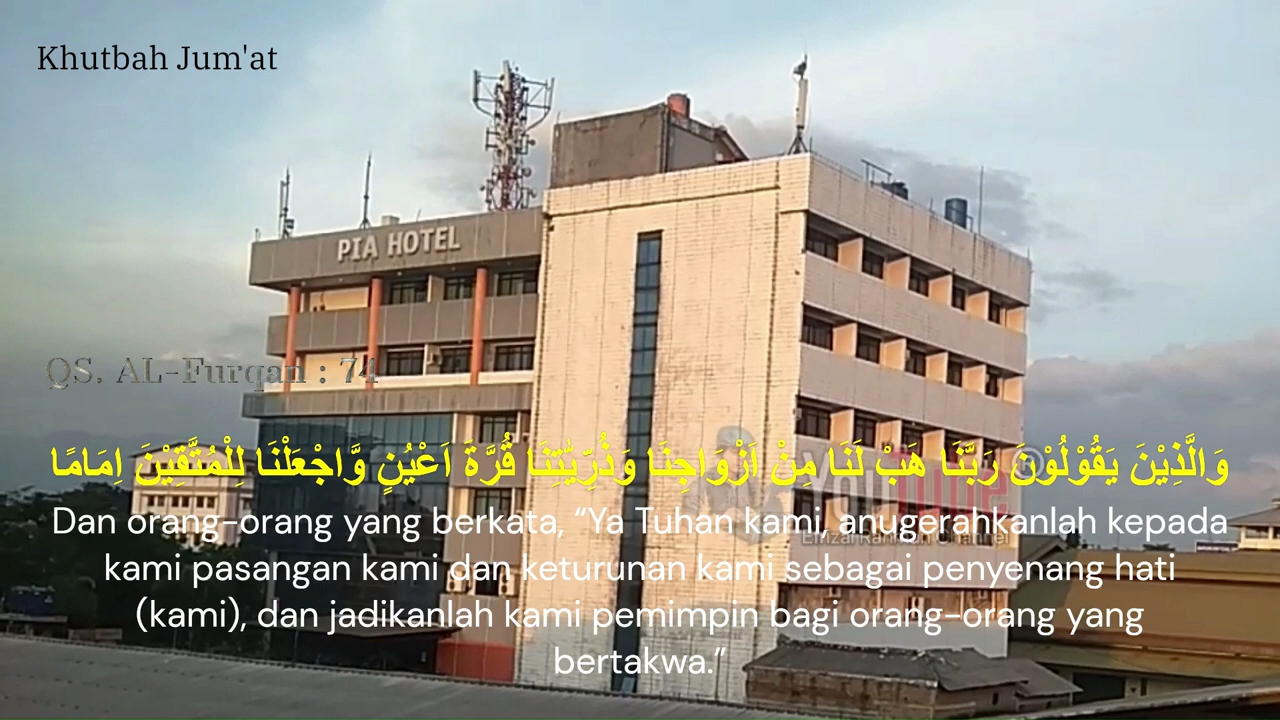 Khutbah Jum'at
PIA HOTEL
QS. AL-Furqan : 74
وَالَّذِيْنَ يَقُوْلُوْنَ رَبَّنَا هَبْ لَنَا مِنْ اَزْوَاجِنَا وَذُرِّيّٰتِنَا قُرَّةَ اَعْيُنٍ وَّاجْعَلْنَا لِلْمُتَّقِيْنَ اِمَامًا
YouTube
Dan orang-orang yang berkata, “Ya Tuhan kami, anugerahkanlah kepada
Channel
kami pasangan kami dan keturunan kami sebagai penyenang hati
(kami), dan jadikanlah kami pemimpin bagi orang-orang yang
bertakwa.”